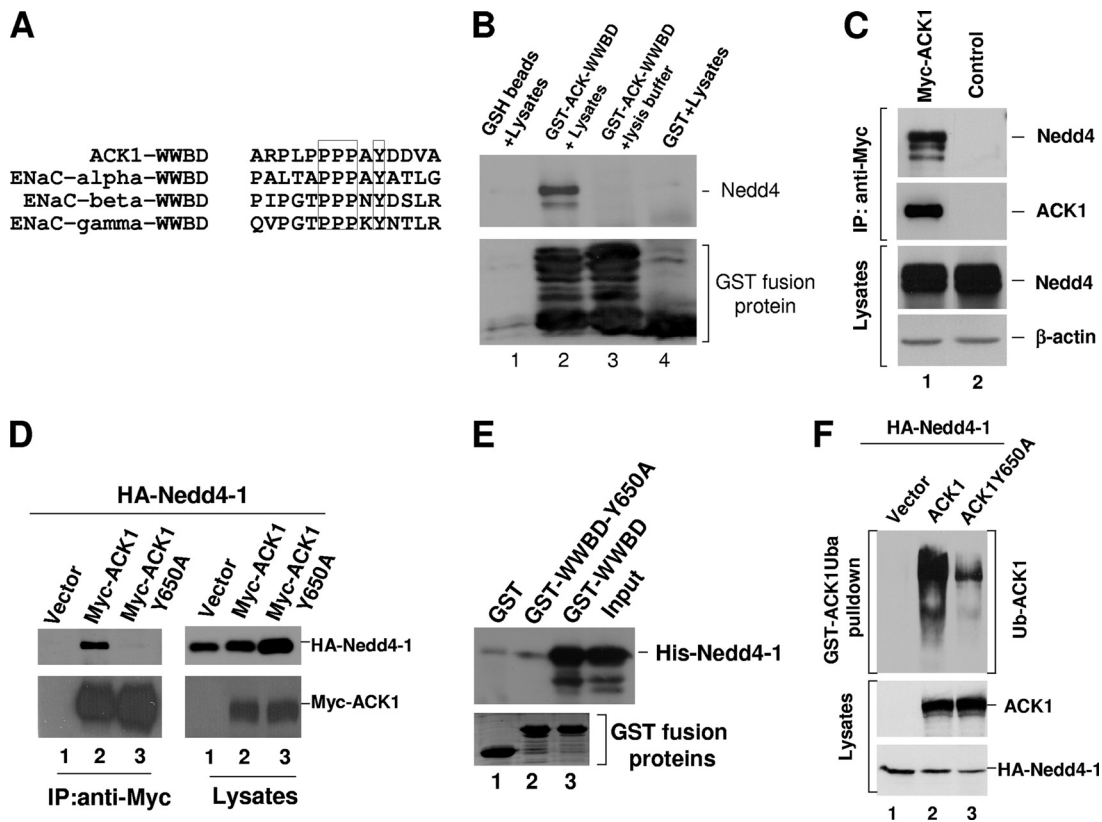 A
ACK1-WWBD ARPLPPPPAYDDVA
ENaC-alpha-WWBD PALTAPPPAYATLG
ENaC-beta-WWBD PIPGTPPPNYDSLR
ENaC-gamma-WWBD QVPGTPPPKYNTLR
B
GSH beads
+Lysates
GST-ACK-WWBD
+ Lysates
GST-ACK-WWBD
+lysis buffer
GST+Lysates
Nedd4
GST fusion
protein
1 2 3 4
C
Myc-ACK1
Control
IP: anti-Myc
Nedd4
ACK1
Lysates
Nedd4
β-actin
1 2
D
HA-Nedd4-1
Vector
Myc-ACK1
Myc-ACK1
Y650A
Vector
Myc-ACK1
Myc-ACK1
Y650A
HA-Nedd4-1
Myc-ACK1
1 2 3 1 2 3
IP:anti-Myc Lysates
E
GST
GST-WWBD-Y650A
GST-WWBD
Input
His-Nedd4-1
GST fusion
proteins
1 2 3
F
HA-Nedd4-1
Vector
ACK1
ACK1Y650A
GST-ACK1Uba
pulldown
Ub-ACK1
Lysates
ACK1
HA-Nedd4-1
1 2 3